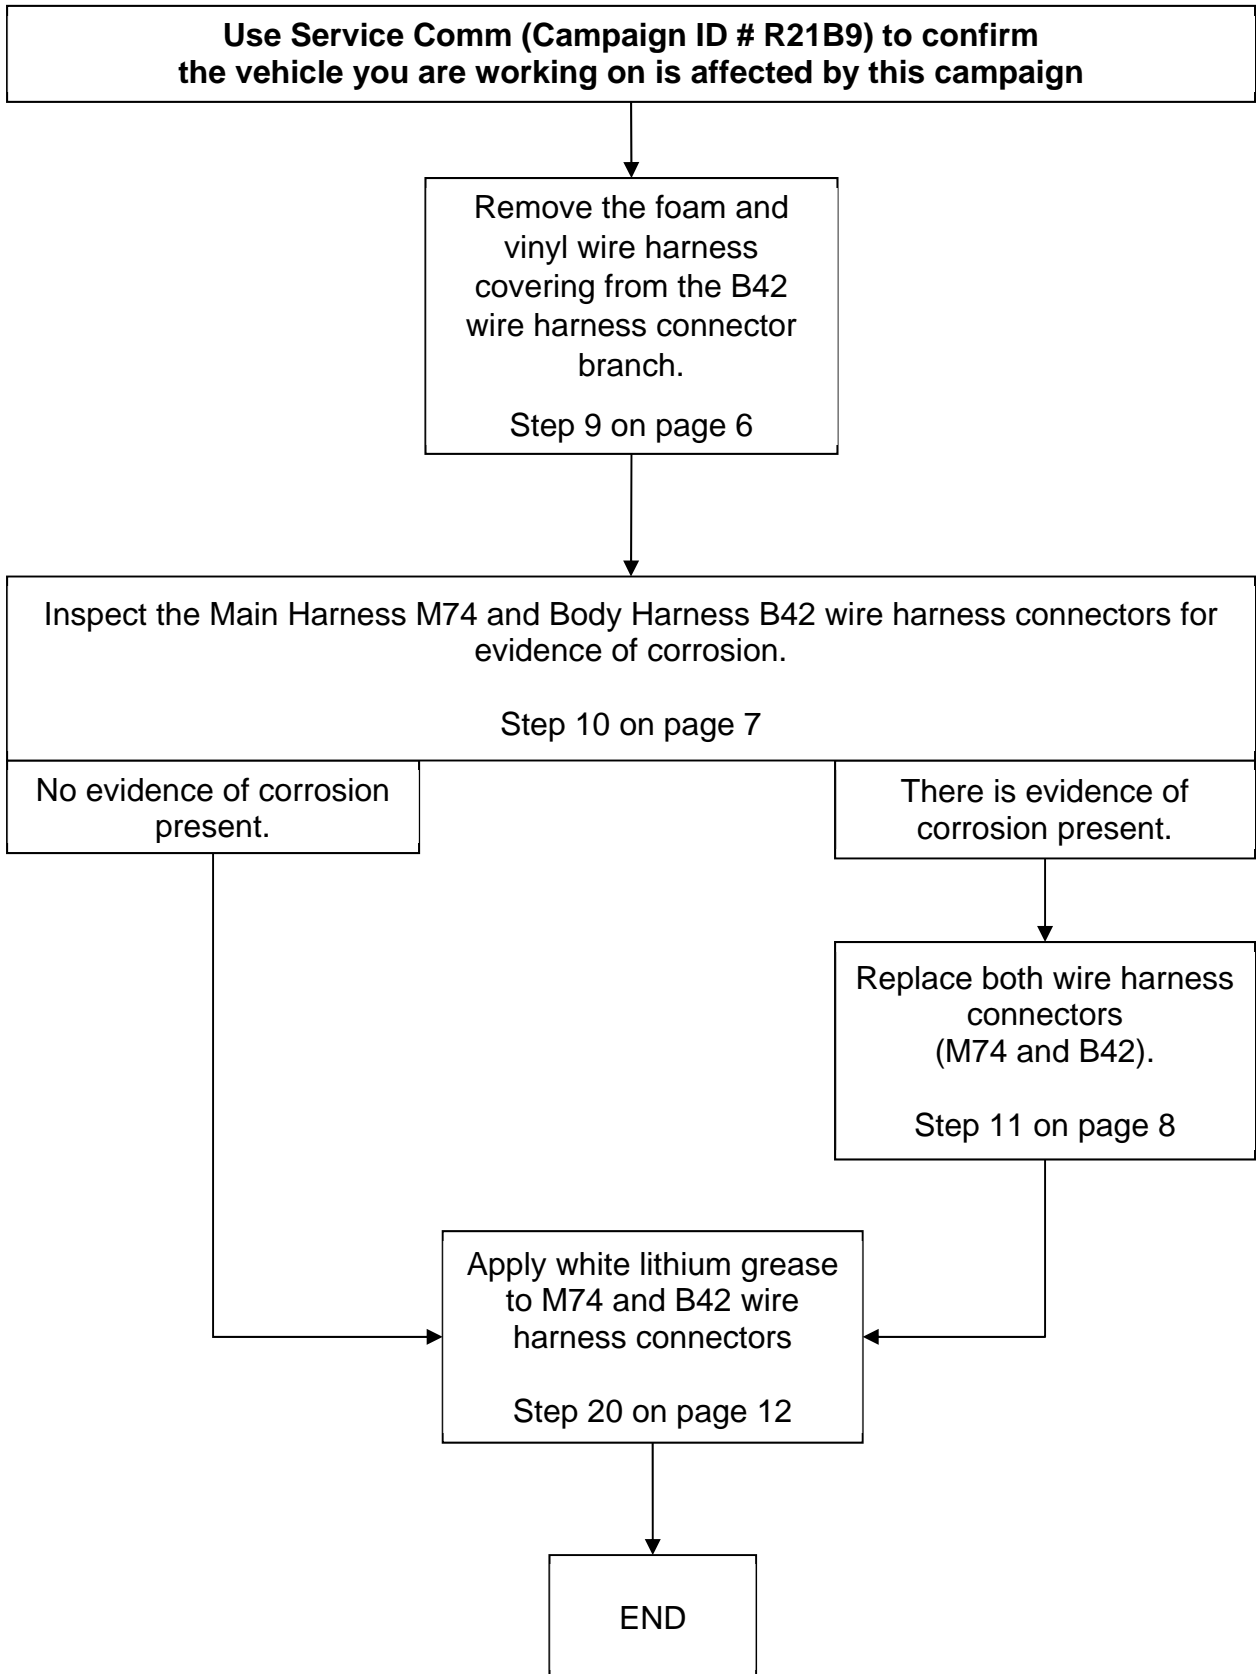 Use Service Comm (Campaign ID # R21B9) to confirm
the vehicle you are working on is affected by this campaign
Remove the foam and
vinyl wire harness
covering from the B42
wire harness connector
branch.
Step 9 on page 6
Inspect the Main Harness M74 and Body Harness B42 wire harness connectors for
evidence of corrosion.
Step 10 on page 7
No evidence of corrosion
present.
There is evidence of
corrosion present.
Replace both wire harness
connectors
(M74 and B42).
Step 11 on page 8
Apply white lithium grease
to M74 and B42 wire
harness connectors
Step 20 on page 12
END